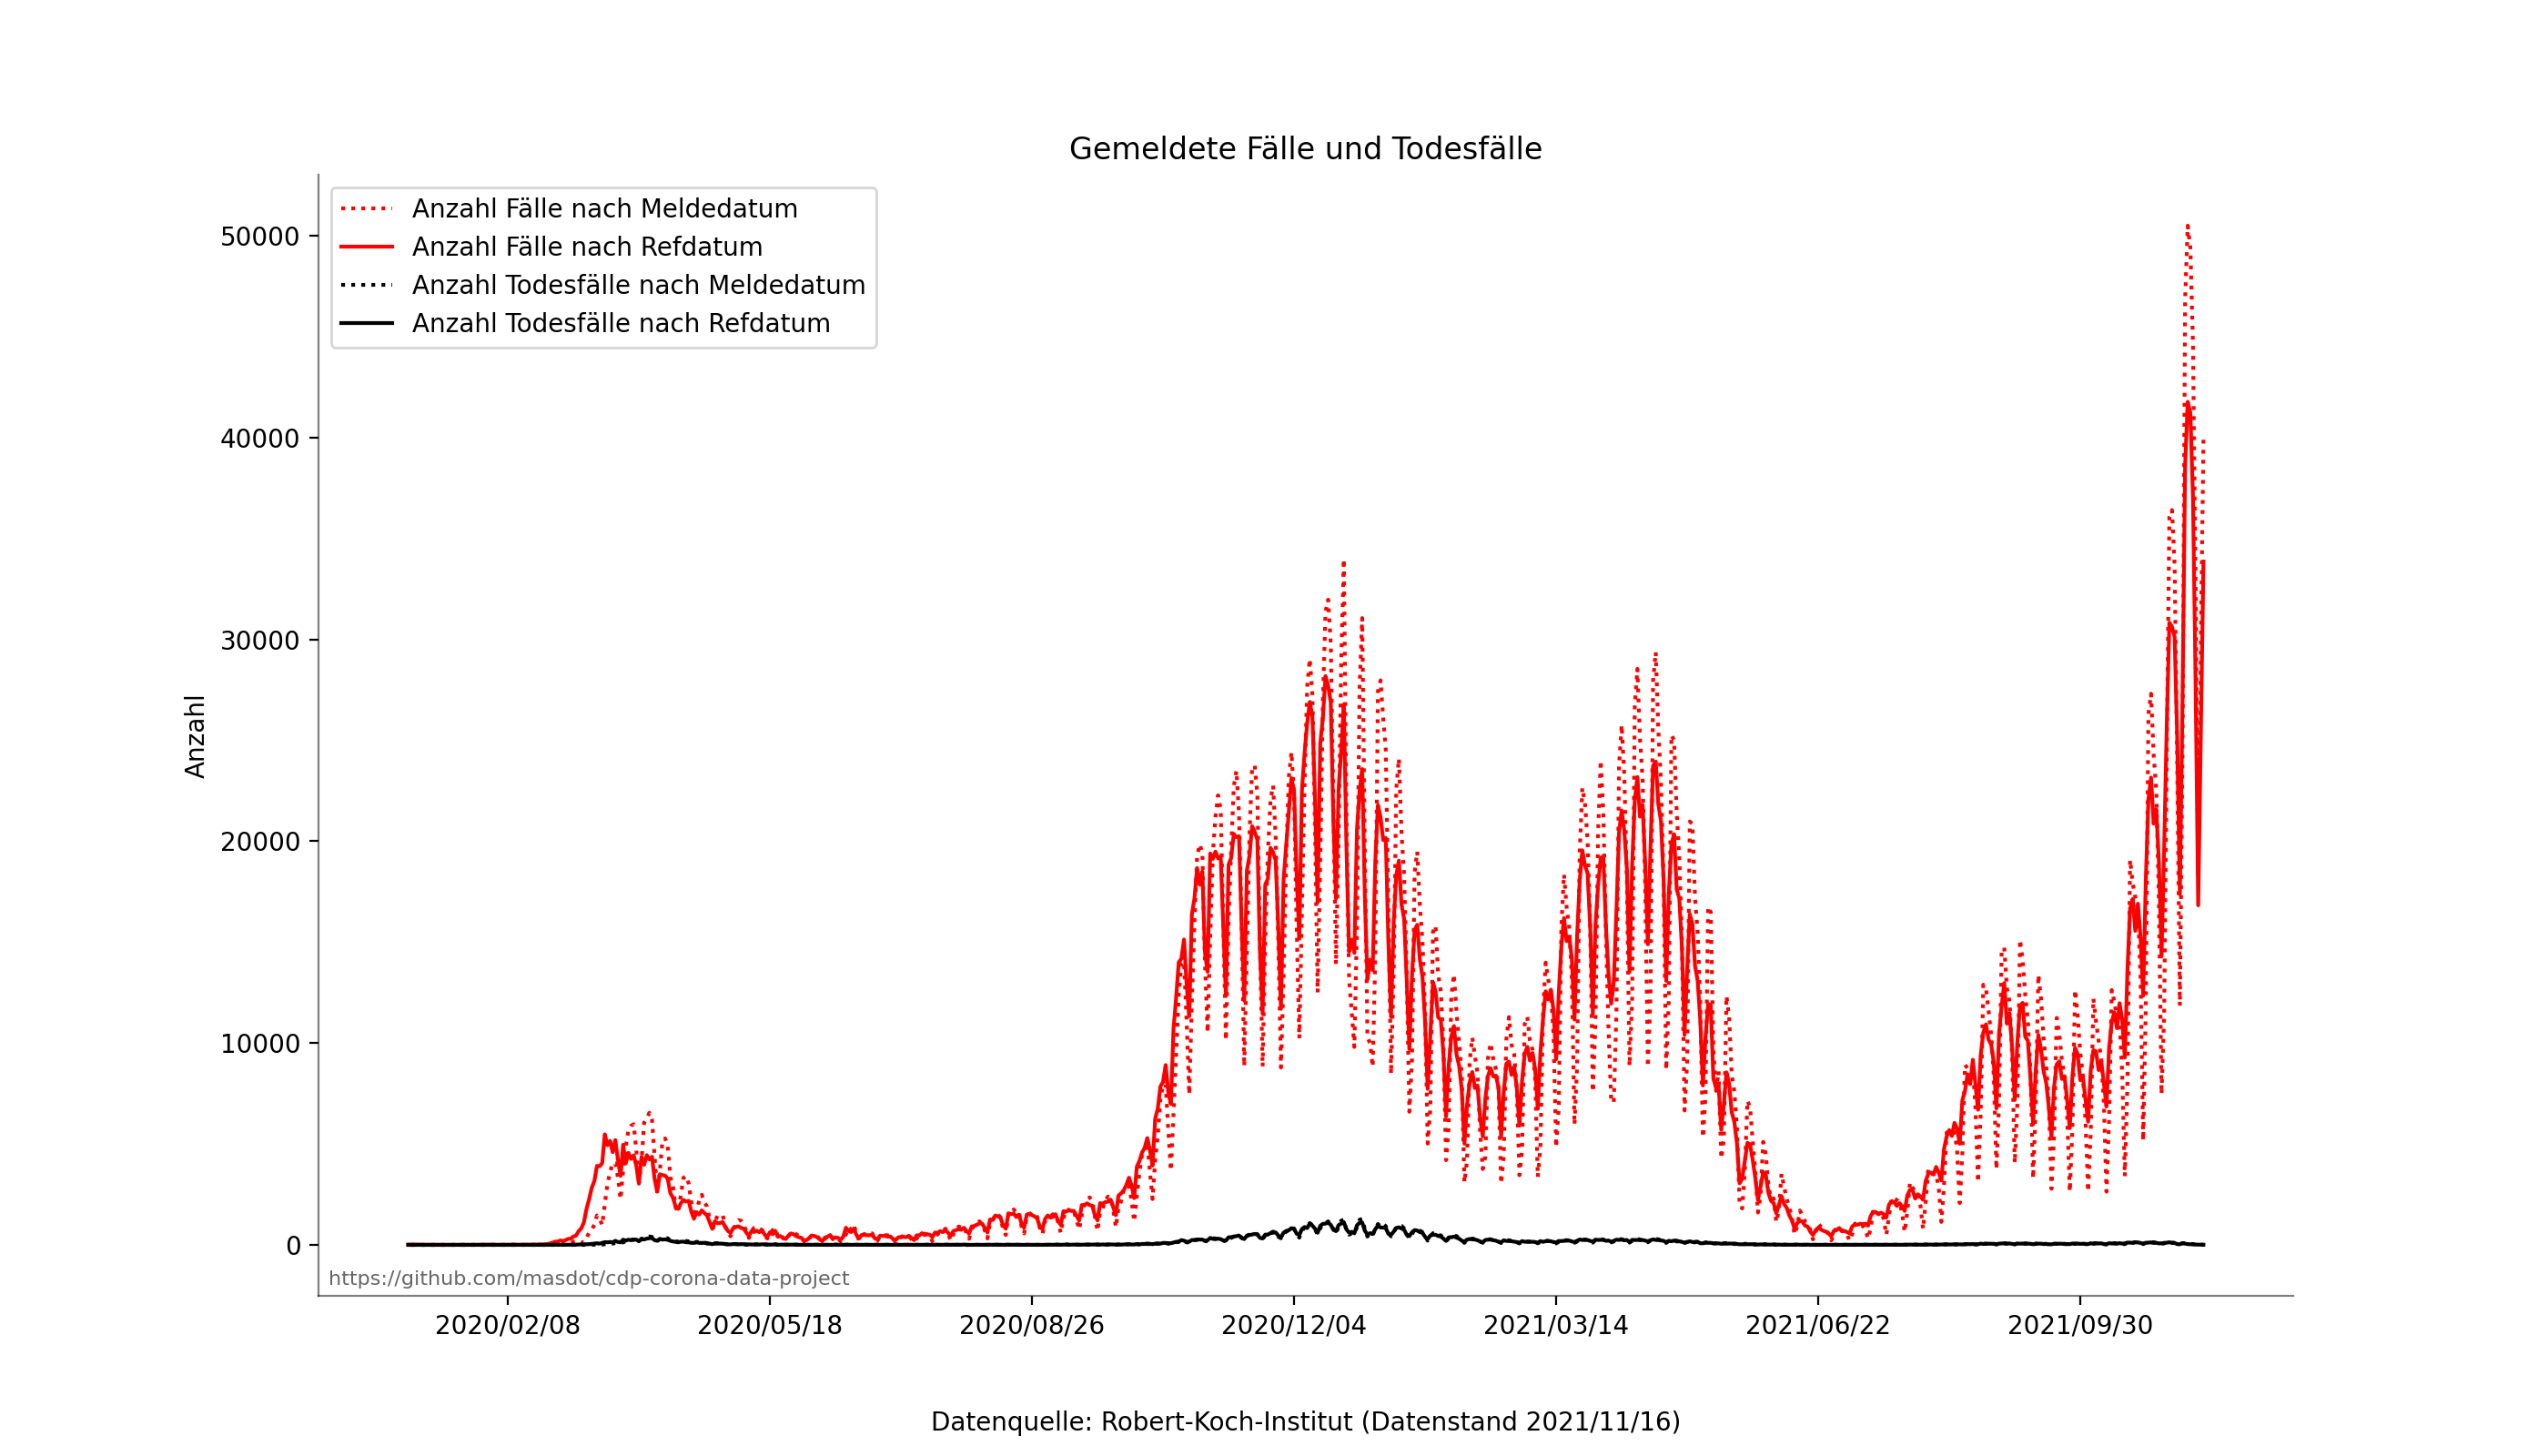 Gemeldete Fälle und Todesfälle
Anzahl Fälle nach Meldedatum
Anzahl Fälle nach Refdatum
Anzahl Todesfälle nach Meldedatum
Anzahl Todesfälle nach Refdatum
50000
40000
30000
20000
10000
0
Anzahl
https://github.com/masdot/cdp-corona-data-project
2020/02/08 2020/05/18 2020/08/26 2020/12/04 2021/03/14 2021/06/22 2021/09/30
Datenquelle: Robert-Koch-Institut (Datenstand 2021/11/16)